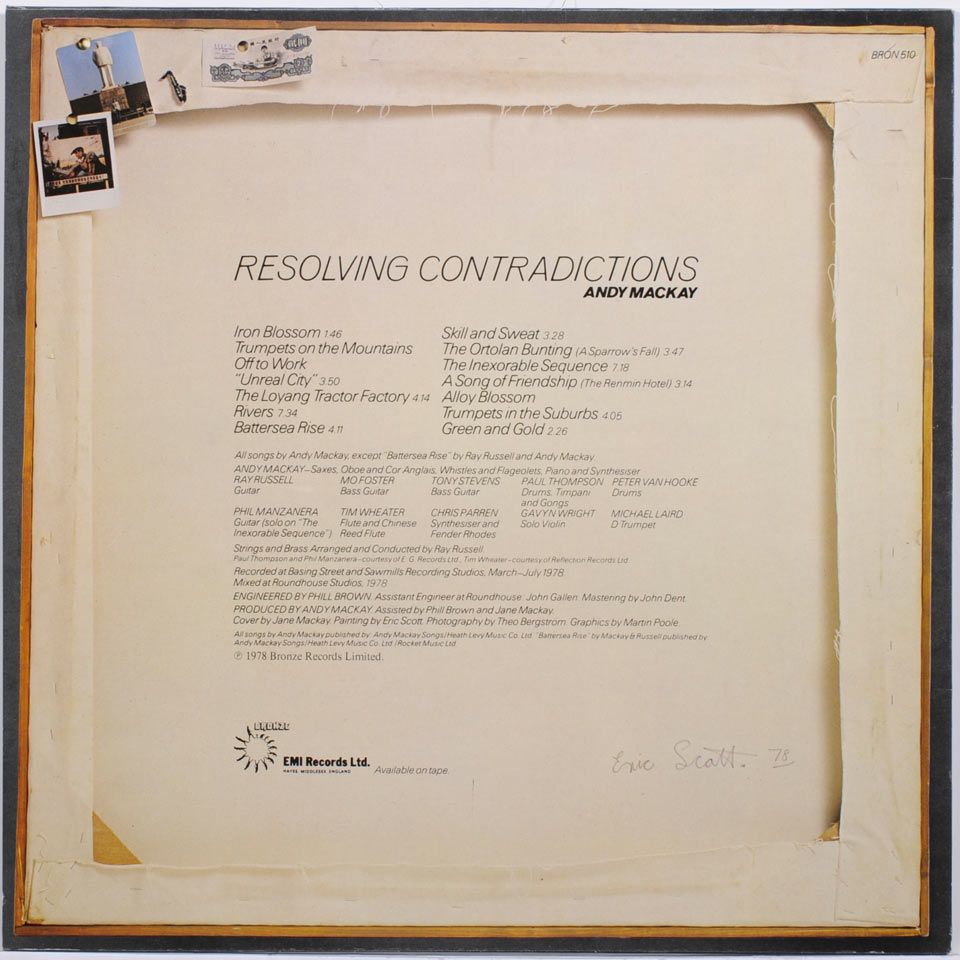 BRON 510
RESOLVING CONTRADICTIONS
ANDY MACKAY
Iron Blossom 1.46
Trumpets on the Mountains
Off to Work
"Unreal City" 3.50
The Loyang Tractor Factory 4.14
Rivers 7.34
Battersea Rise 4.11
Skill and Sweat 3.28
The Ortolan Bunting (A Sparrow's Fall) 3.47
The Inexorable Sequence 7.18
A Song of Friendship (The Renmin Hotel) 3.14
Alloy Blossom
Trumpets in the Suburbs 4.05
Green and Gold 2.26
All songs by Andy Mackay, except "Battersea Rise" by Ray Russell and Andy Mackay.
ANDY MACKAY–Saxes, Oboe and Cor Anglais, Whistles and Flageolets, Piano and Synthesiser
RAY RUSSELL
Guitar
MO FOSTER
Bass Guitar
TONY STEVENS
Bass Guitar
PAUL THOMPSON
Drums, Timpani
and Gongs
PETER VAN HOOKE
Drums
PHIL MANZANERA
Guitar (solo on "The
Inexorable Sequence")
TIM WHEATER
Flute and Chinese
Reed Flute
CHRIS PARREN
Synthesiser and
Fender Rhodes
GAVYN WRIGHT
Solo Violin
MICHAEL LAIRD
D Trumpet
Strings and Brass Arranged and Conducted by Ray Russell.
Paul Thompson and Phil Manzanera–courtesy of E. G. Records Ltd., Tim Wheater–courtesy of Reflection Records Ltd.
Recorded at Basing Street and Sawmills Recording Studios, March–July 1978.
Mixed at Roundhouse Studios, 1978
ENGINEERED BY PHILL BROWN. Assistant Engineer at Roundhouse: John Gallen. Mastering by John Dent.
PRODUCED BY ANDY MACKAY. Assisted by Phill Brown and Jane Mackay.
Cover by Jane Mackay. Painting by Eric Scott. Photography by Theo Bergstrom. Graphics by Martin Poole.
All songs by Andy Mackay published by: Andy Mackay Songs/Heath Levy Music Co. Ltd. "Battersea Rise" by Mackay & Russell published by:
Andy Mackay Songs/Heath Levy Music Co. Ltd./Rocket Music Ltd.
℗ 1978 Bronze Records Limited.
BRONZE
EMI Records Ltd.
HAYES MIDDLESEX ENGLAND
Available on tape.
Eric Scott. 78